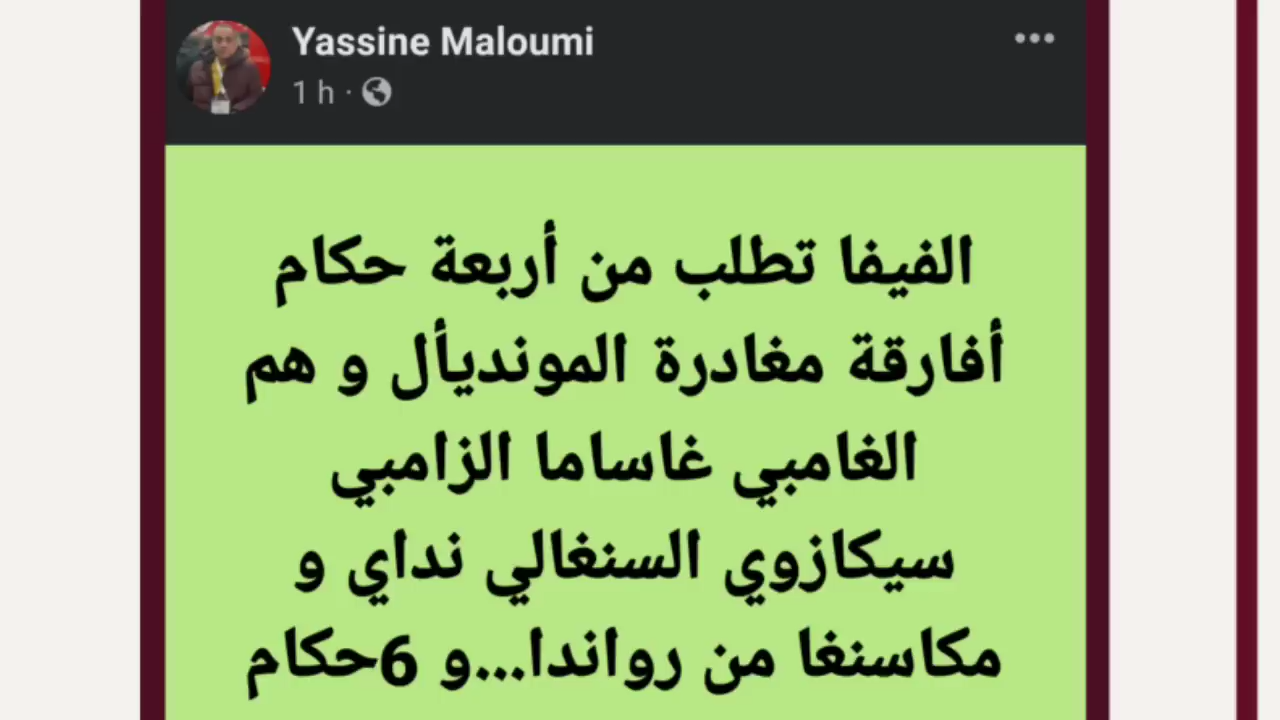 Yassine Maloumi
1 h ·
الفيفا تطلب من أربعة حكام
أفارقة مغادرة المونديأل و هم
الغامبي غاساما الزامبي
سيكازوي السنغالي نداي و
مكاسنغا من رواندا...و 6حكام